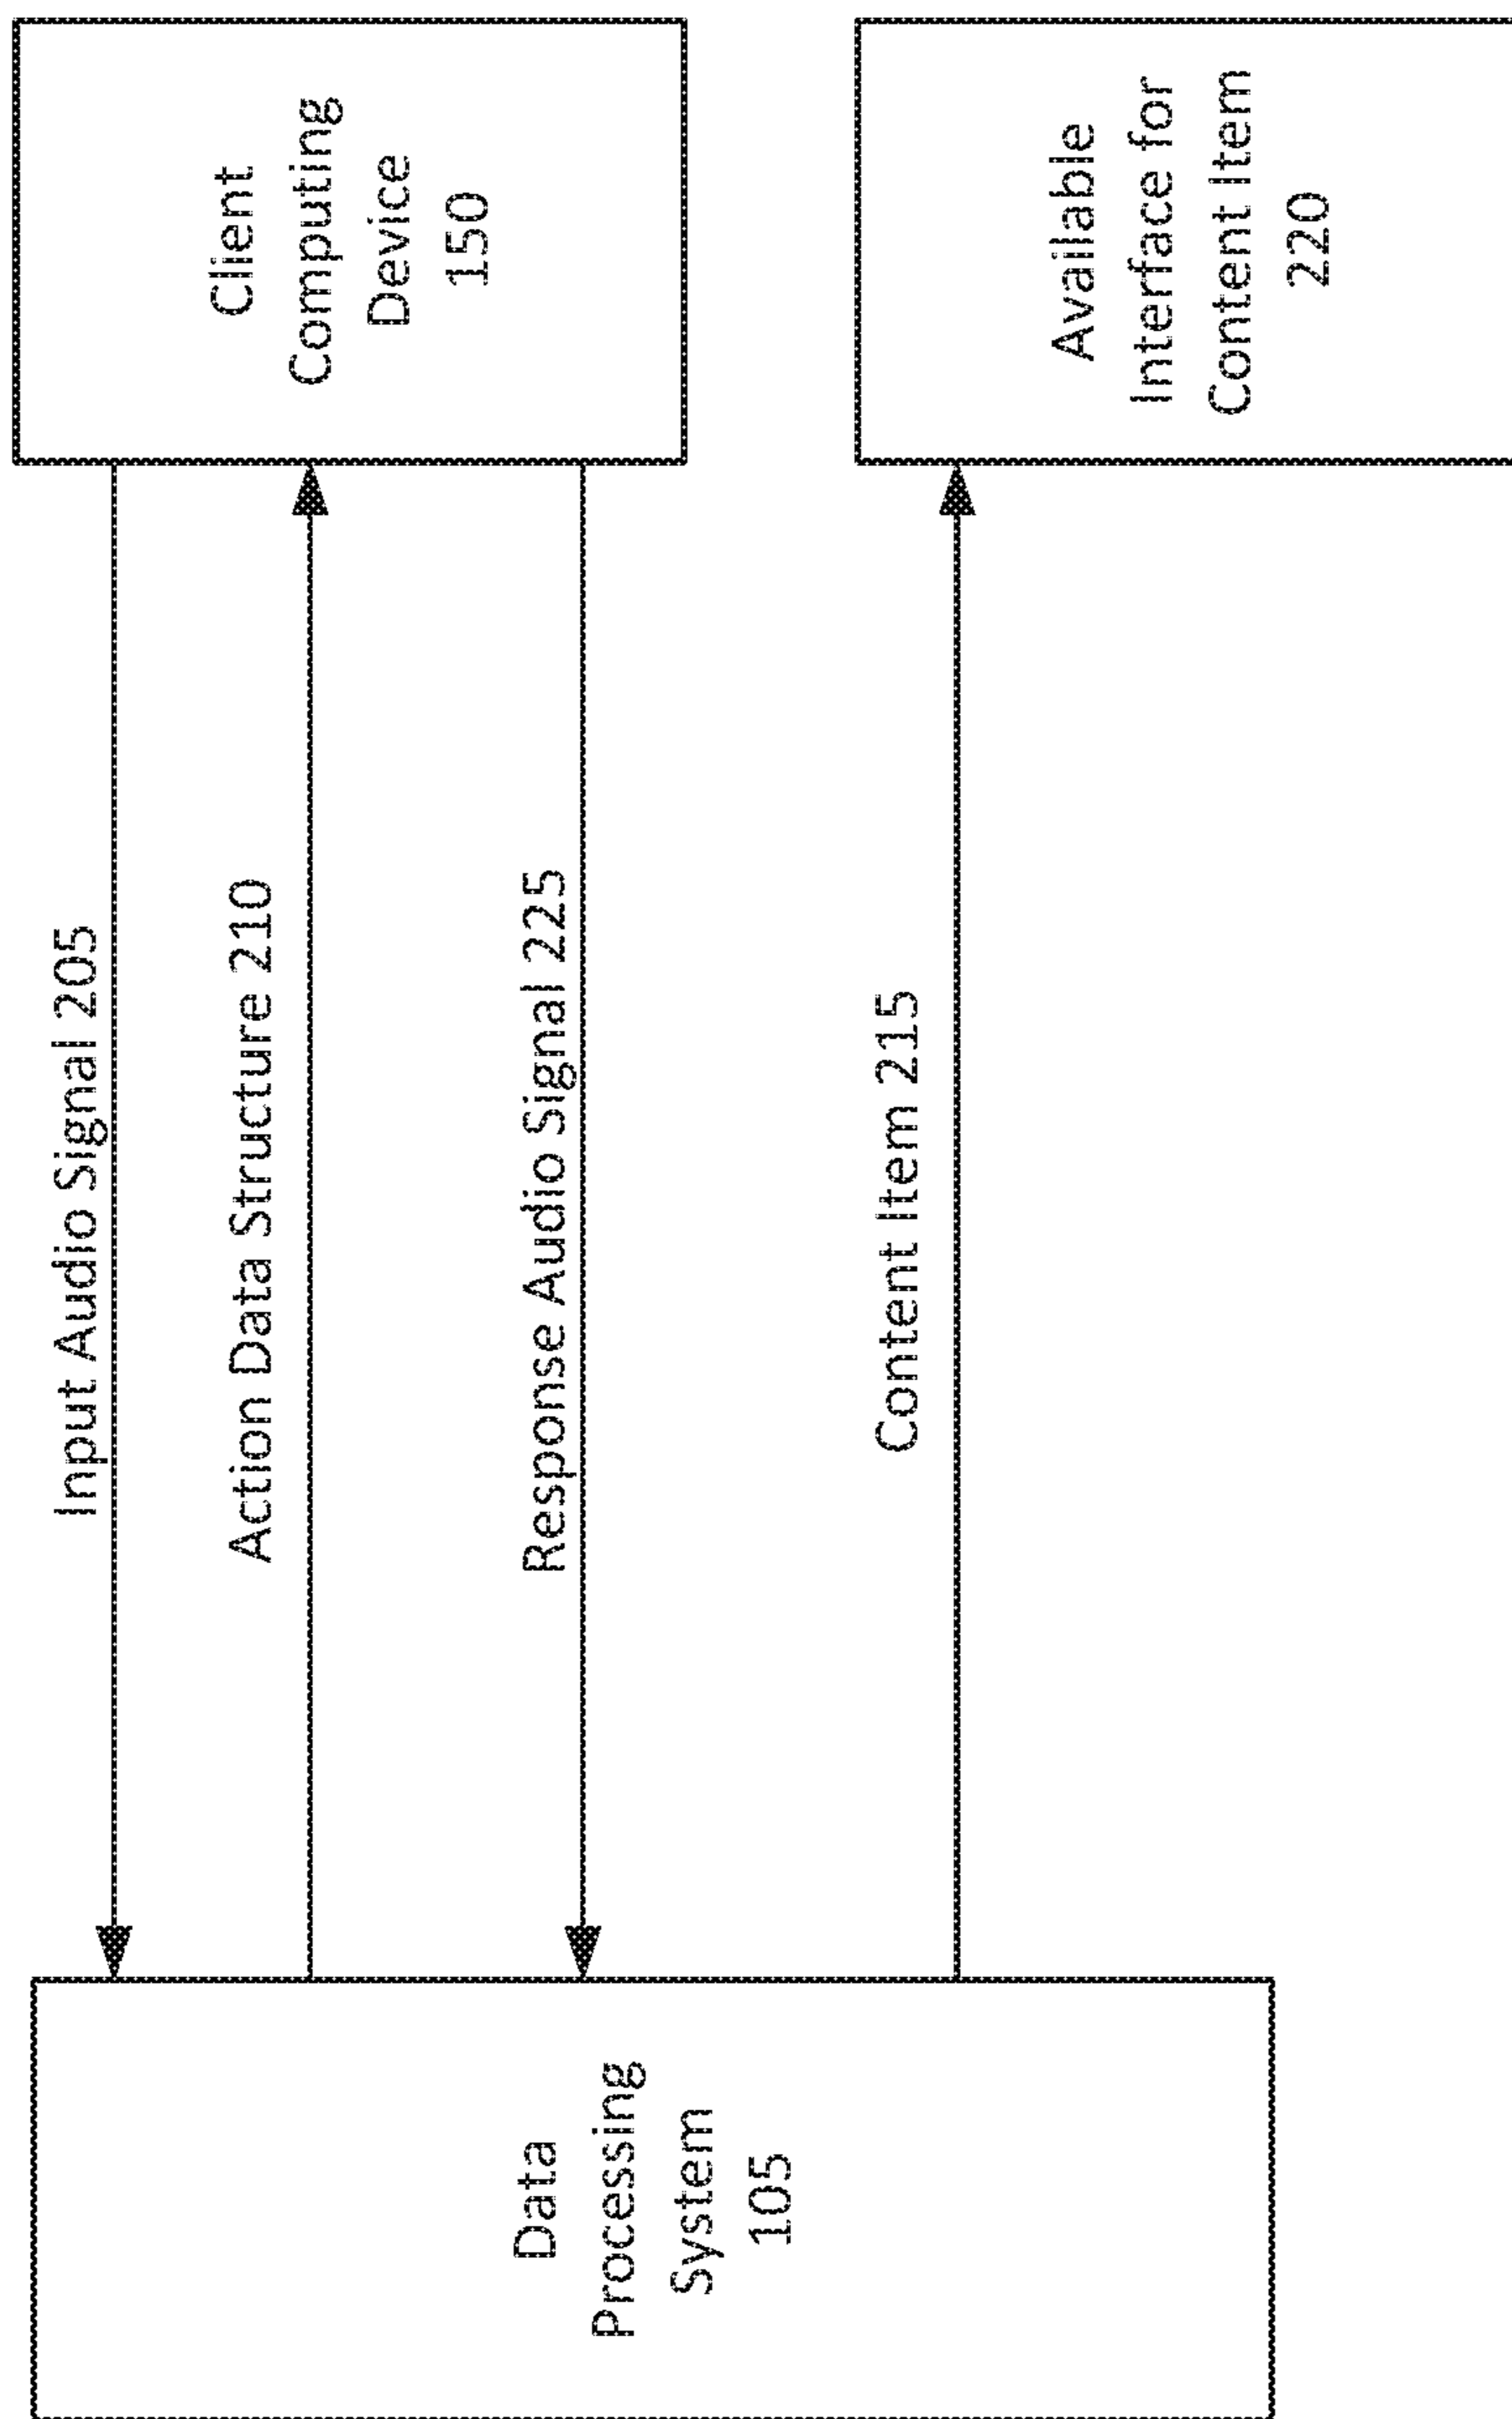 Data
Processing
System
105
Input Audio Signal 205
Action Data Structure 210
Response Audio Signal 225
Content Item 215
Client
Computing
Device
150
Available
Interface for
Content Item
220